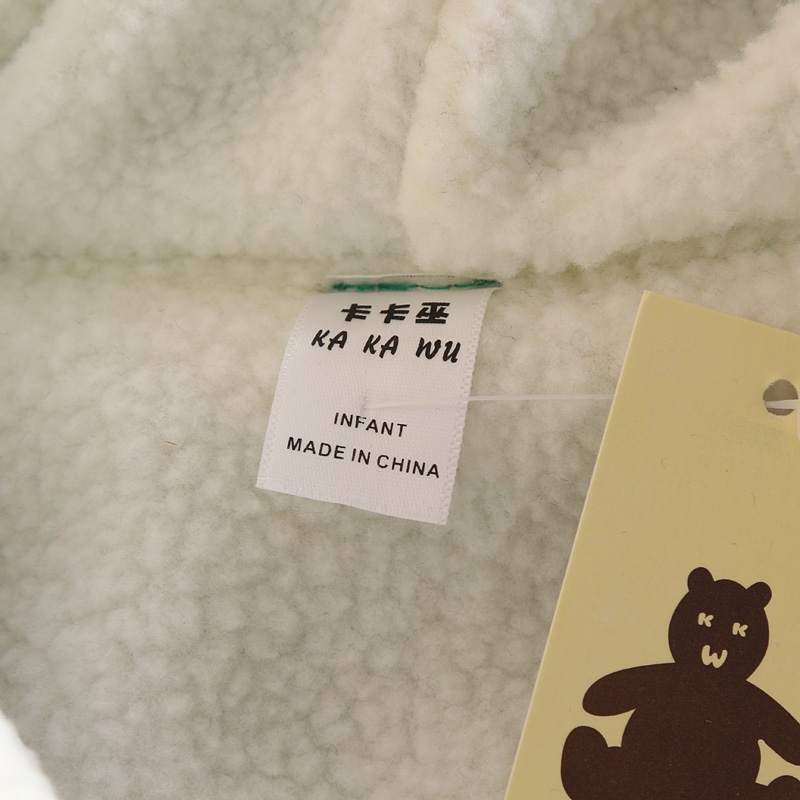 卡卡巫
KA KA WU
INFANT
MADE IN CHINA
K K
W